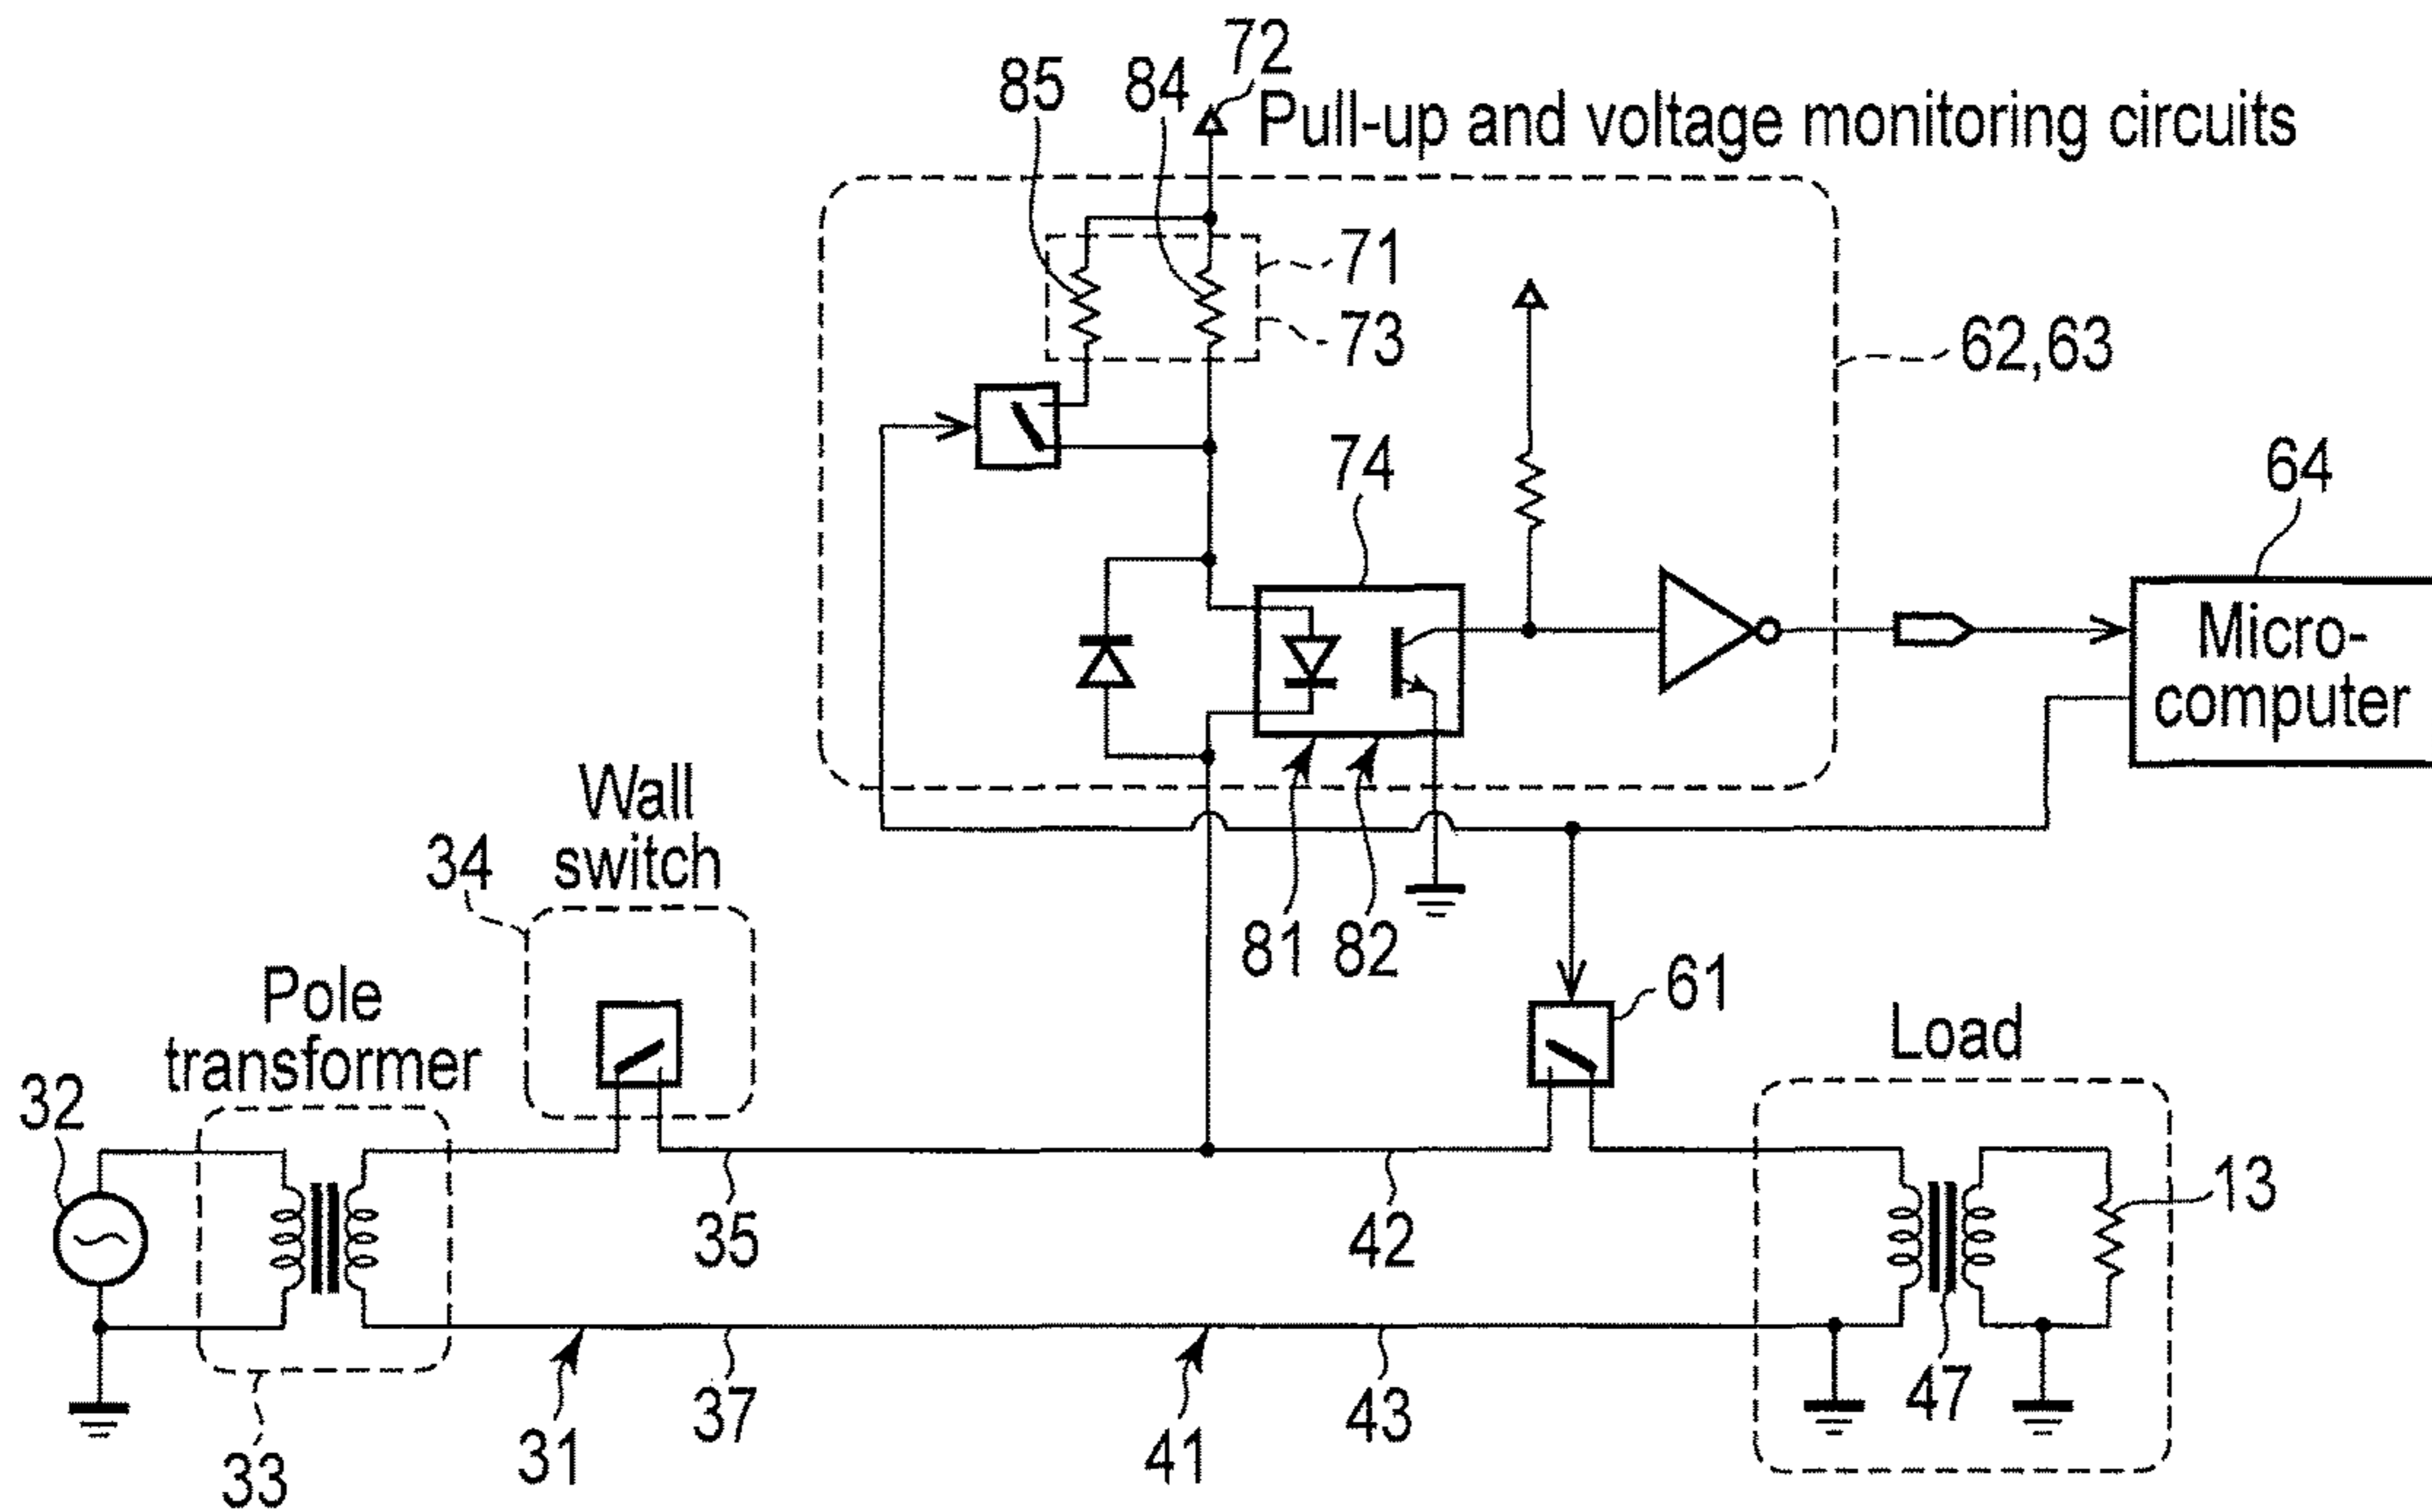 72
85
84
Pull-up and voltage monitoring circuits
71
73
62,63
74
64
Micro-
computer
Wall
switch
34
81
82
61
Pole
transformer
Load
32
13
35
42
47
37
43
31
41
33